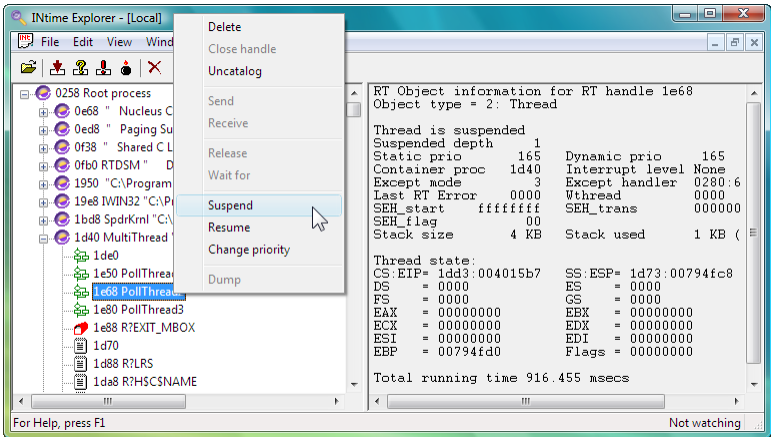 INtime Explorer - [Local]
File Edit View Wind
Delete
Close handle
Uncatalog
Send
Receive
Release
Wait for
Suspend
Resume
Change priority
Dump
0258 Root process
0e68 " Nucleus C
0ed8 " Paging Su
0f38 " Shared C L
0fb0 RTDSM " D
1950 "C:\Program
19e8 IWIN32 "C:\P
1bd8 SpdrKrnl "C:\
1d40 MultiThread "
1de0
1e50 PollThread
1e68 PollThread
1e80 PollThread3
1e88 R?EXIT_MBOX
1d70
1d88 R?LRS
1da8 R?H$C$NAME
RT Object information for RT handle 1e68
Object type = 2: Thread
Thread is suspended
Suspended depth 1
Static prio 165 Dynamic prio 165
Container proc 1d40 Interrupt level None
Except mode 3 Except handler 0280:6
Last RT Error 0000 Wthread 0000
SEH_start ffffffff SEH_trans 000000
SEH_flag 00
Stack size 4 KB Stack used 1 KB (
Thread state:
CS:EIP= 1dd3:004015b7 SS:ESP= 1d73:00794fc8
DS = 0000 ES = 0000
FS = 0000 GS = 0000
EAX = 00000000 EBX = 00000000
ECX = 00000000 EDX = 00000000
ESI = 00000000 EDI = 00000000
EBP = 00794fd0 Flags = 00000000
Total running time 916.455 msecs
For Help, press F1
Not watching